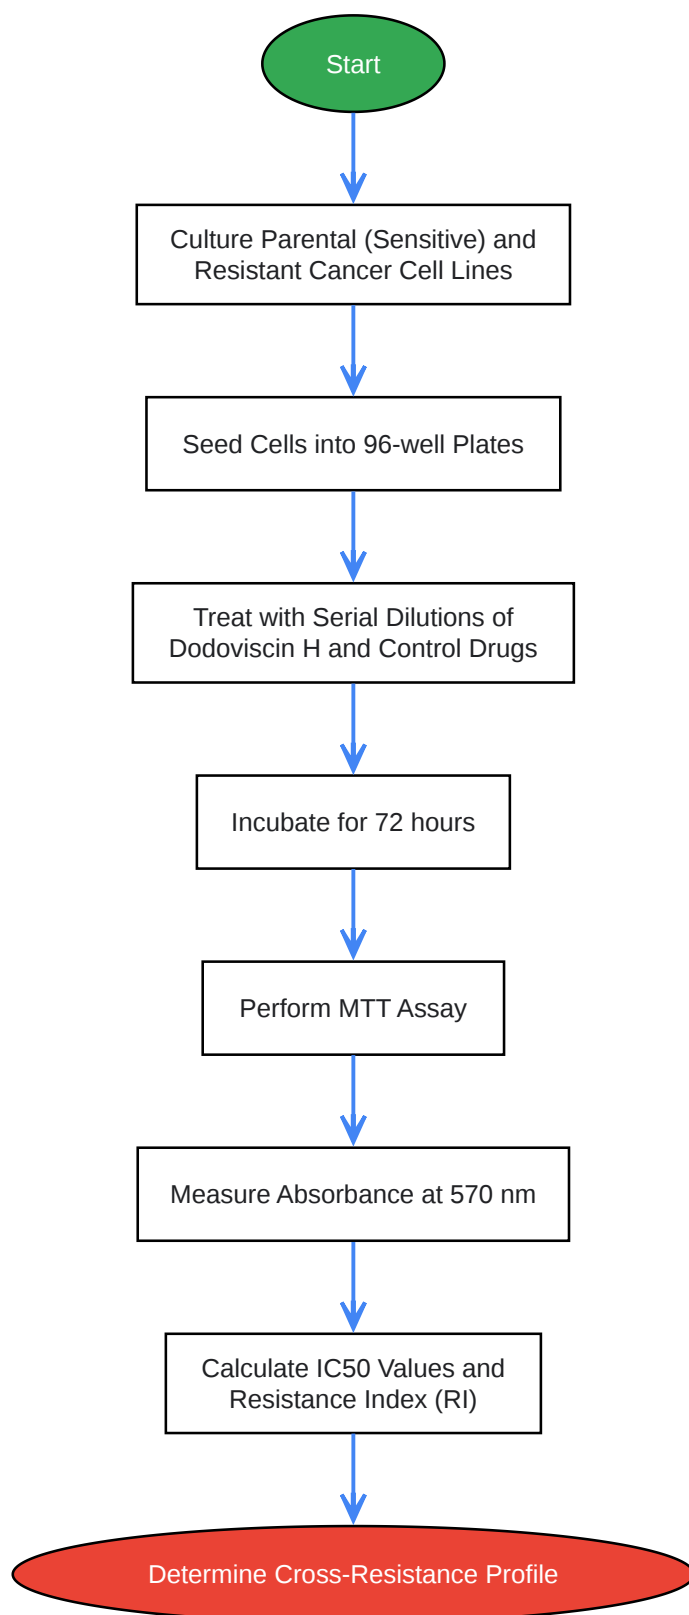 Start
Culture Parental (Sensitive) and
Resistant Cancer Cell Lines
Seed Cells into 96-well Plates
Treat with Serial Dilutions of
Dodoviscin H and Control Drugs
Incubate for 72 hours
Perform MTT Assay
Measure Absorbance at 570 nm
Calculate IC50 Values and
Resistance Index (RI)
Determine Cross-Resistance Profile